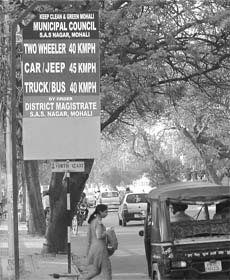 KEEP CLEAN & GREEN MOHALI
MUNICIPAL COUNCIL
S.A.S NAGAR, MOHALI
TWO WHEELER 40 KMPH
CAR/JEEP 45 KMPH
TRUCK/BUS 40 KMPH
BY ORDER
DISTRICT MAGISTRATE
S.A.S. NAGAR, MOHALI